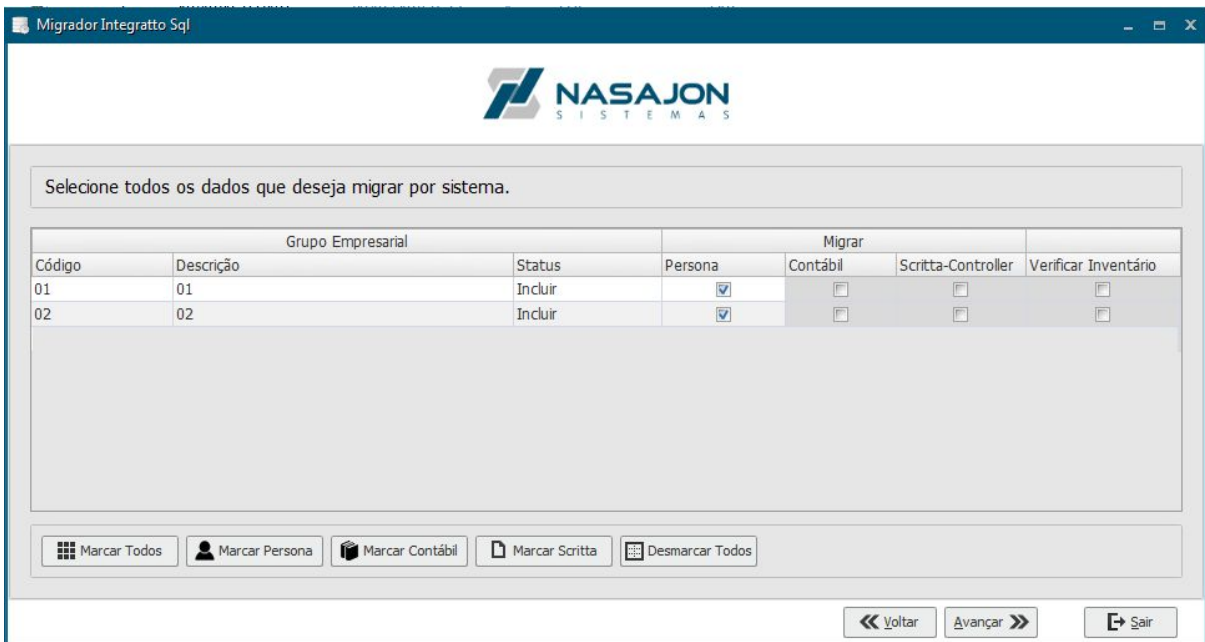 Migrador Integratto Sql
NASAJON
SISTEMAS
Selecione todos os dados que deseja migrar por sistema.
Grupo Empresarial Migrar
Código Descrição Status Persona Contábil Scritta-Controller Verificar Inventário
01 01 Incluir
02 02 Incluir
Marcar Todos Marcar Persona Marcar Contábil Marcar Scritta Desmarcar Todos
Voltar Avançar Sair